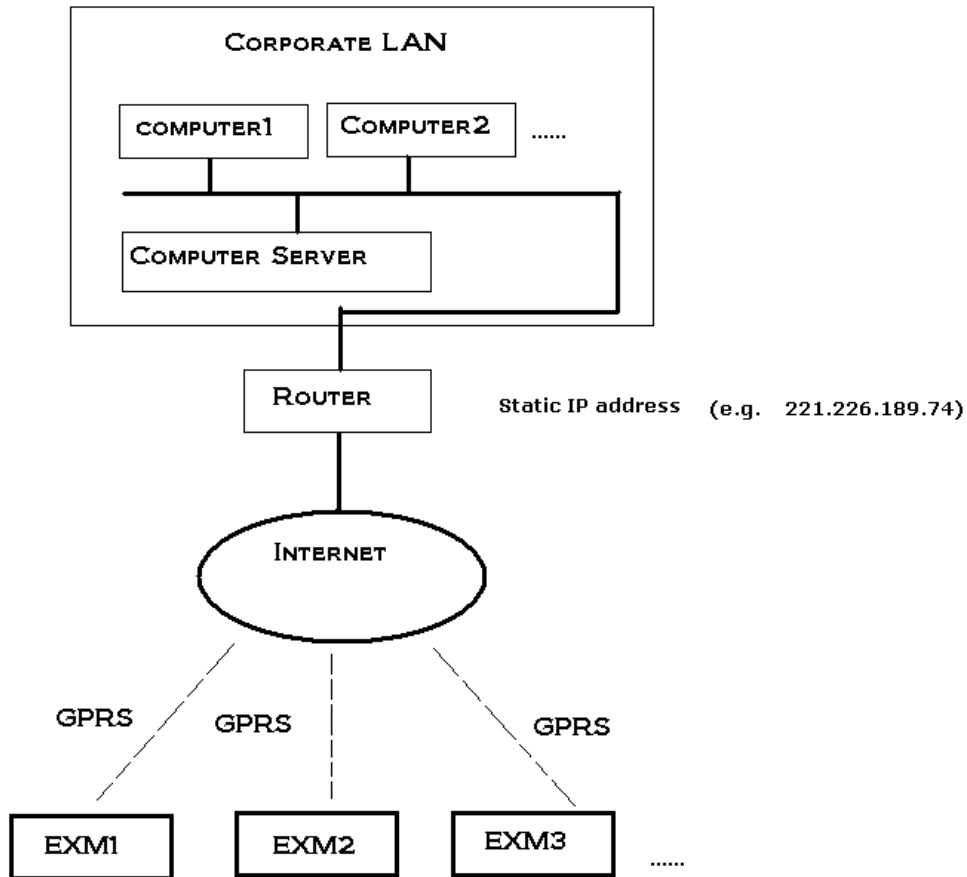 Corporate LAN
computer1
Computer2
......
Computer Server
Router
Static IP address (e.g. 221.226.189.74)
Internet
GPRS
GPRS
GPRS
EXM1
EXM2
EXM3
......